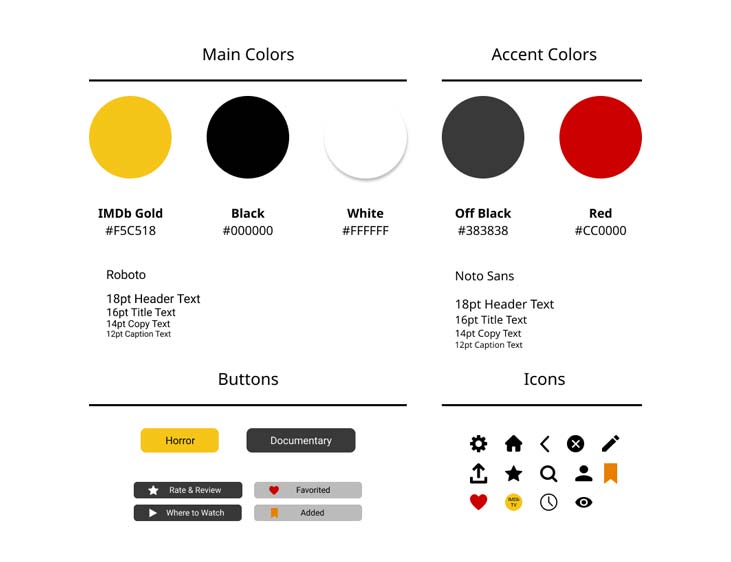 Main Colors
Accent Colors
IMDb Gold
#F5C518
Black
#000000
White
#FFFFFF
Off Black
#383838
Red
#CC0000
Roboto
18pt Header Text
16pt Title Text
14pt Copy Text
12pt Caption Text
Noto Sans
18pt Header Text
16pt Title Text
14pt Copy Text
12pt Caption Text
Buttons
Icons
Horror
Documentary
Rate & Review
Favorited
Where to Watch
Added
IMDb
TV